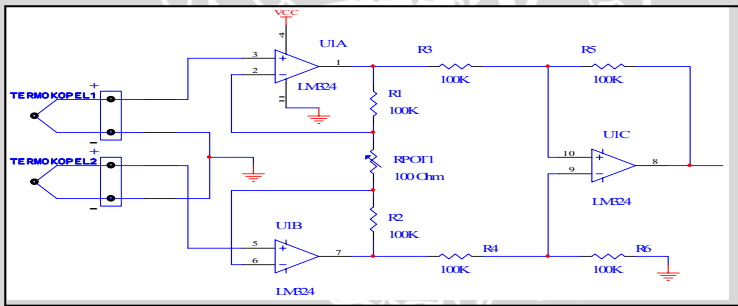 VCC
4
U1A
3
+
1
2
-
LM324
11
R3
100K
R5
100K
R1
100K
TERMOKOPEL1
+
-
RPOT1
100 Ohm
TERMOKOPEL2
+
-
U1C
10
+
8
9
-
LM324
R2
100K
U1B
5
+
7
6
-
LM324
R4
100K
R6
100K